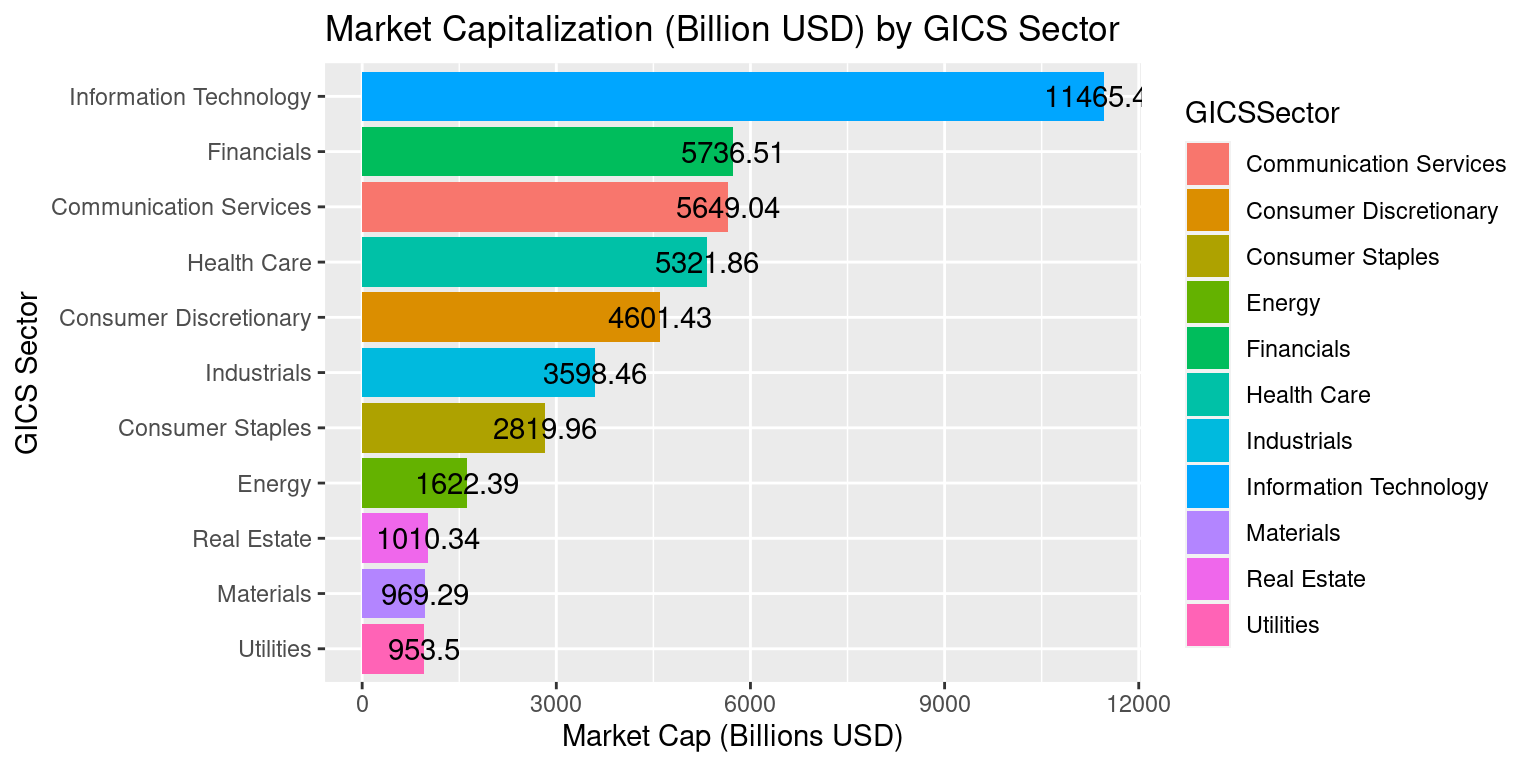 Market Capitalization (Billion USD) by GICS Sector
GICS Sector
Information Technology 11465.4
Financials 5736.51
Communication Services 5649.04
Health Care 5321.86
Consumer Discretionary 4601.43
Industrials 3598.46
Consumer Staples 2819.96
Energy 1622.39
Real Estate 1010.34
Materials 969.29
Utilities 953.5
0 3000 6000 9000 12000
Market Cap (Billions USD)
GICSSector
Communication Services
Consumer Discretionary
Consumer Staples
Energy
Financials
Health Care
Industrials
Information Technology
Materials
Real Estate
Utilities